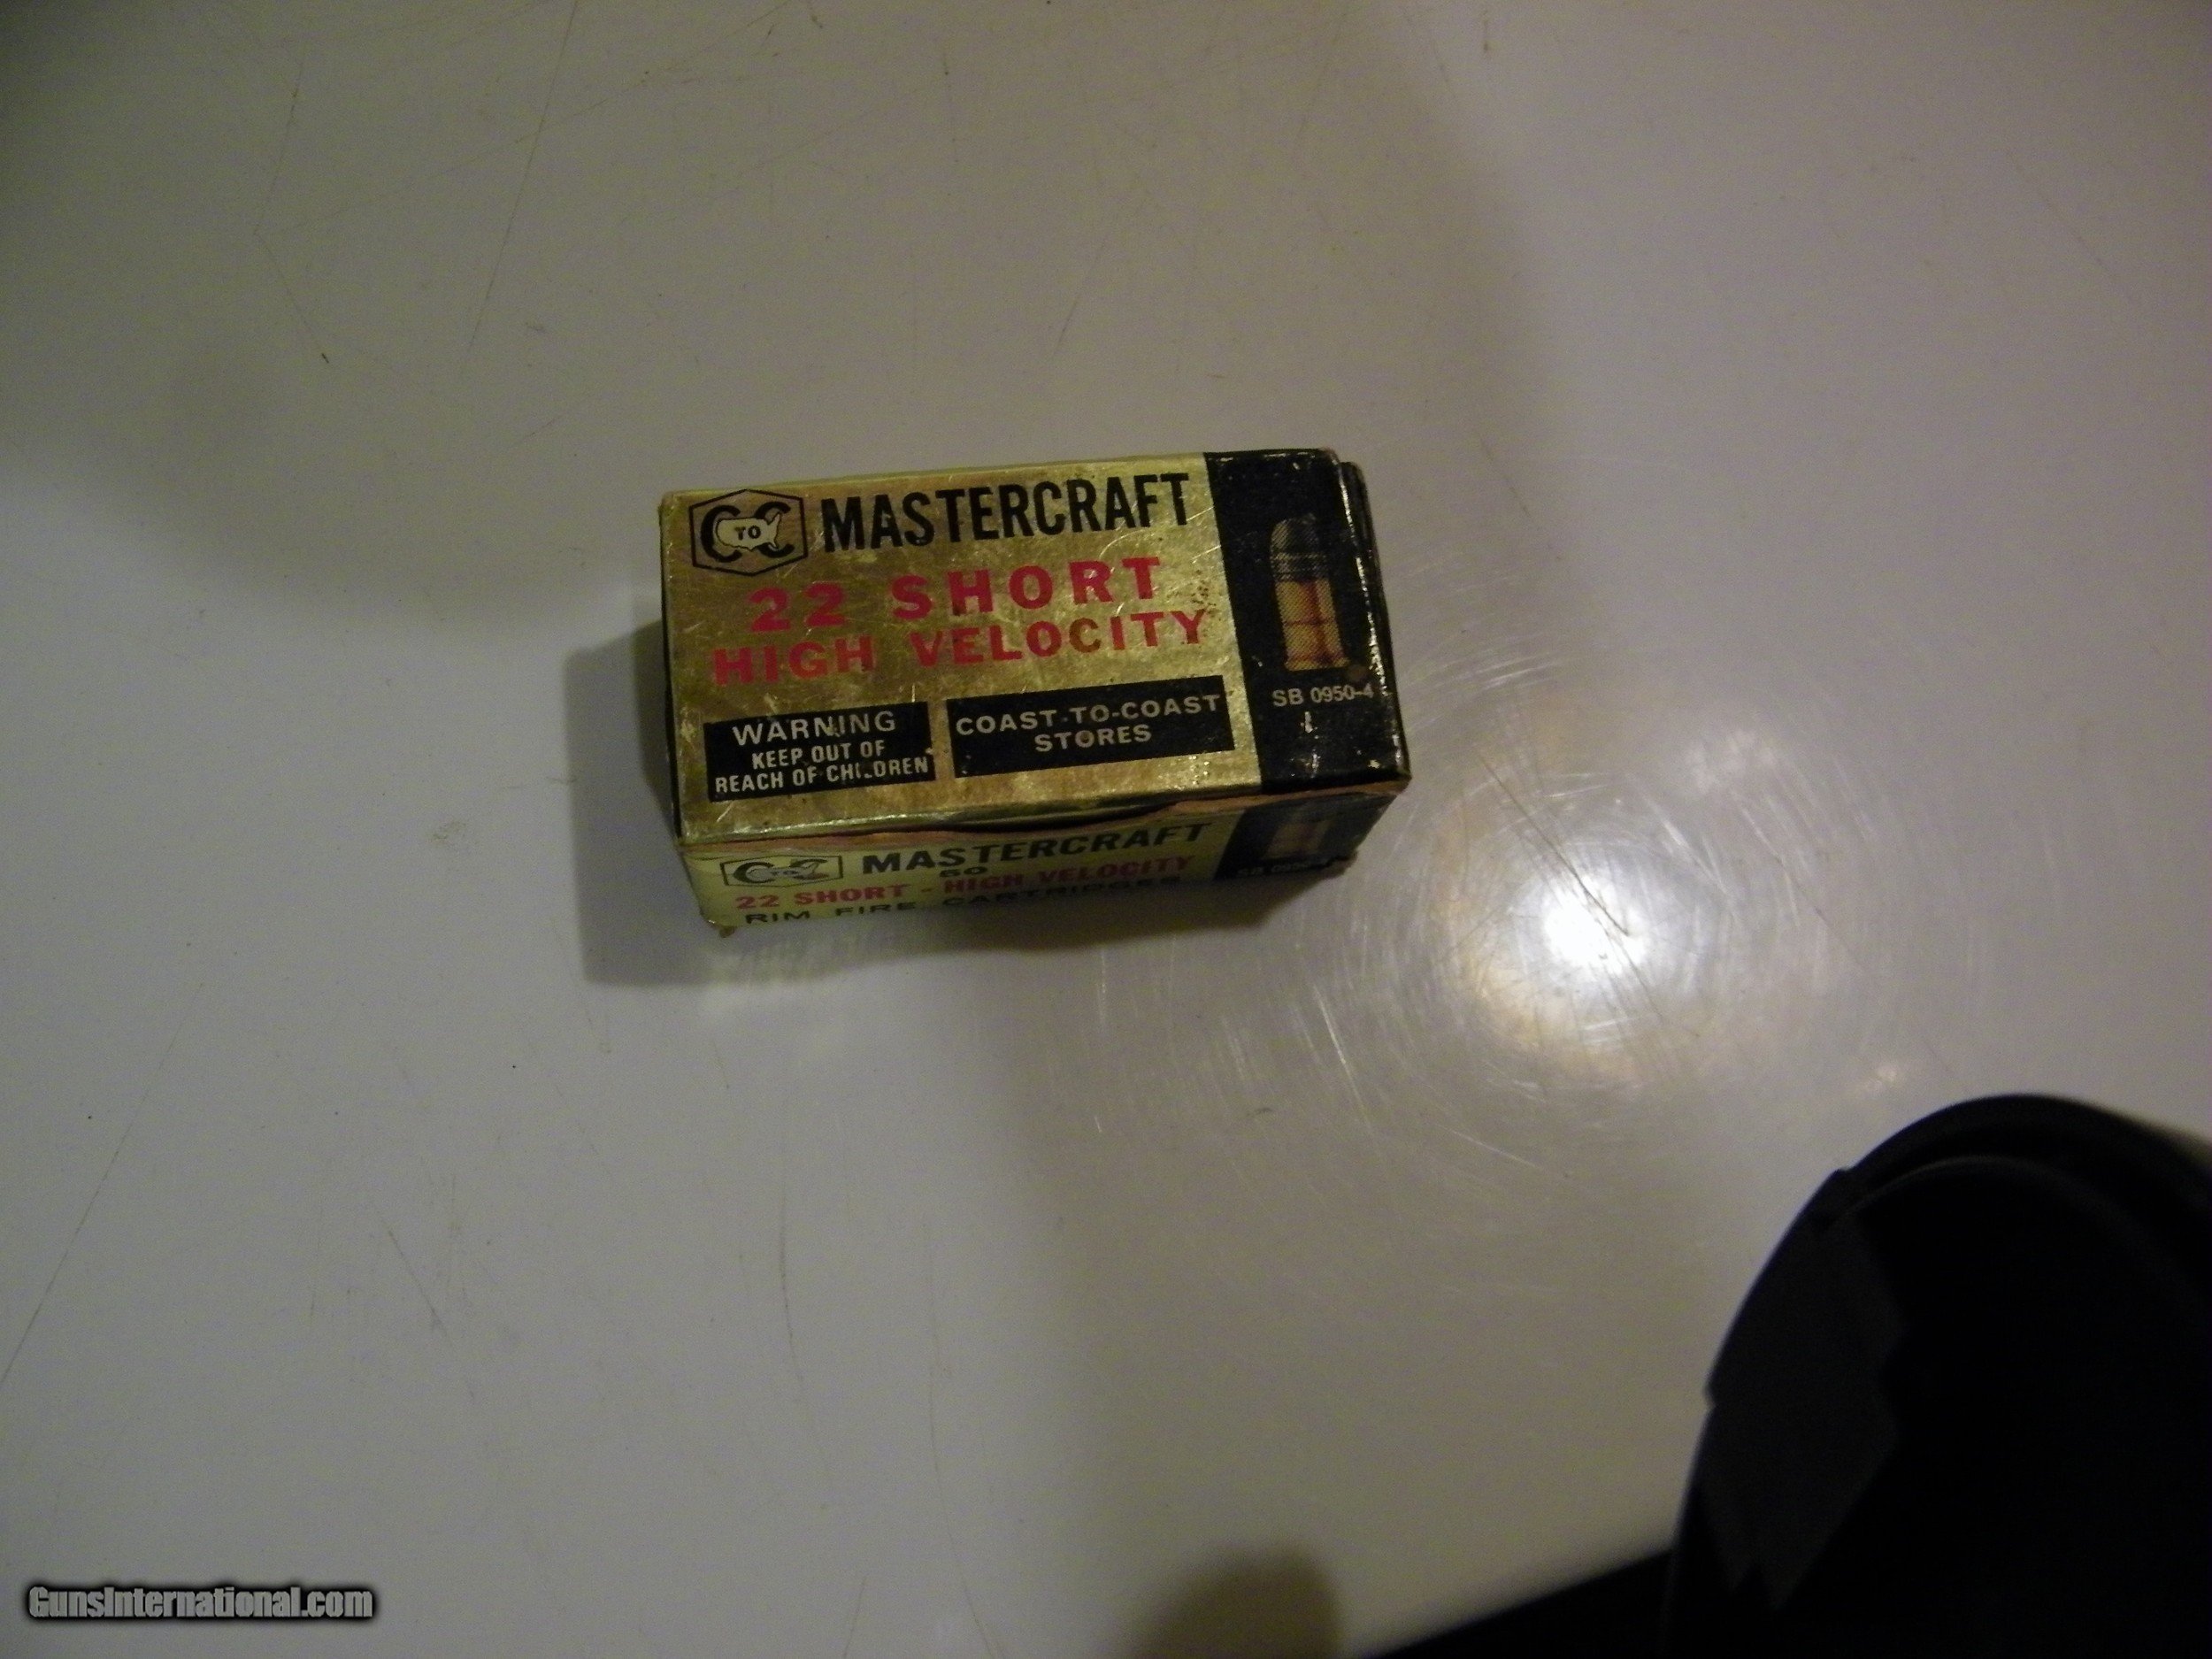 C TO C MASTERCRAFT
22 SHORT
HIGH VELOCITY
WARNING
KEEP OUT OF
REACH OF CHILDREN
COAST-TO-COAST
STORES
SB 0950-4
C TO C MASTERCRAFT
50
22 SHORT - HIGH VELOCITY
RIM FIRE CARTRIDGES
GunsInternational.com